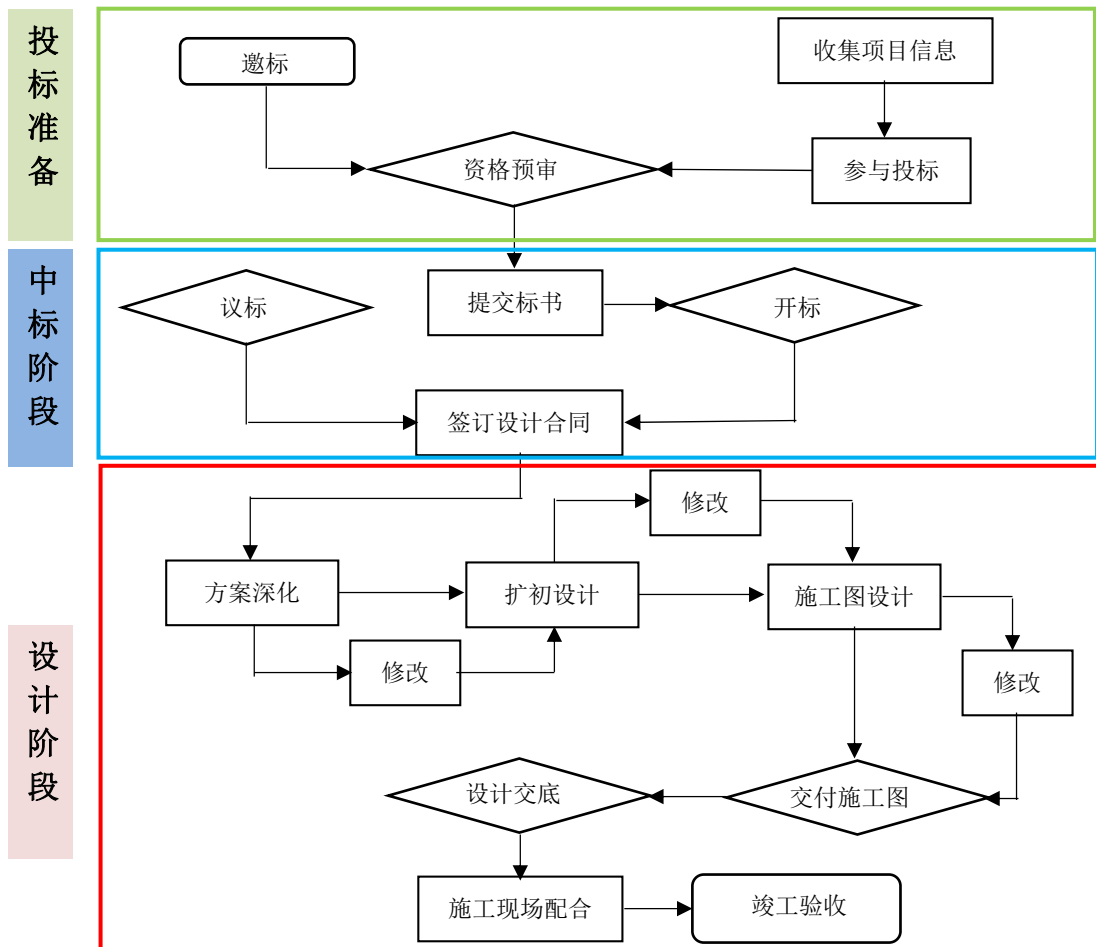 投标准备
邀标
收集项目信息
资格预审
参与投标
中标阶段
议标
提交标书
开标
签订设计合同
设计阶段
修改
方案深化
扩初设计
施工图设计
修改
修改
设计交底
交付施工图
施工现场配合
竣工验收